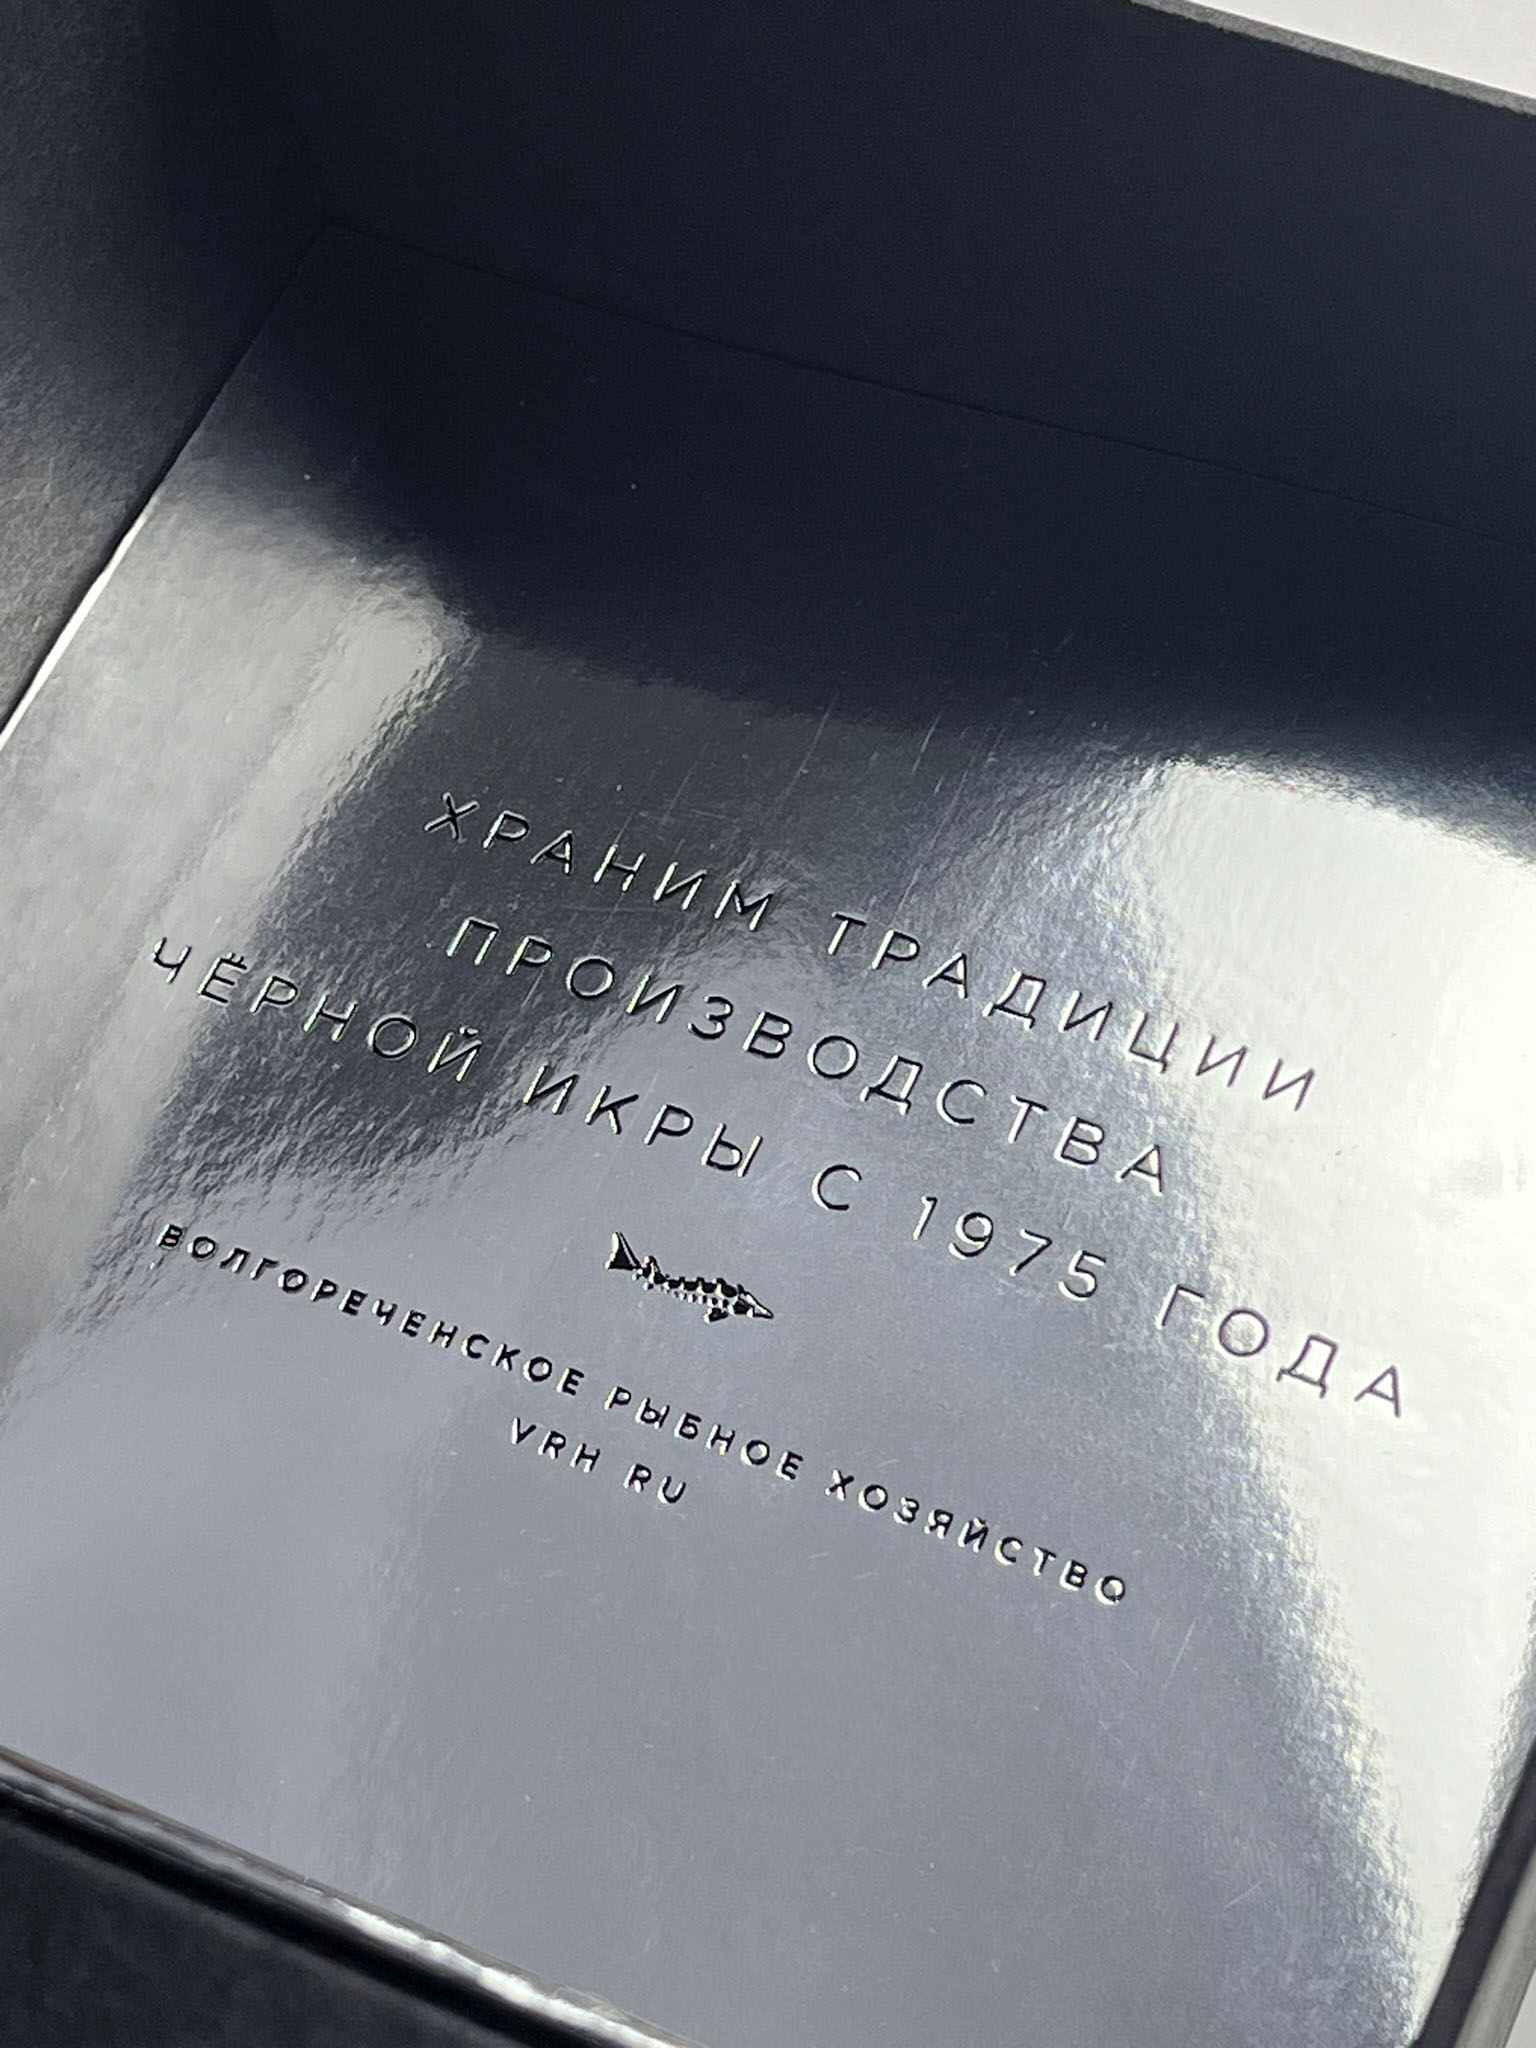 ХРАНИМ ТРАДИЦИИ
ПРОИЗВОДСТВА
ЧЁРНОЙ ИКРЫ С 1975 ГОДА
ВОЛГОРЕЧЕНСКОЕ РЫБНОЕ ХОЗЯЙСТВО
VRH RU